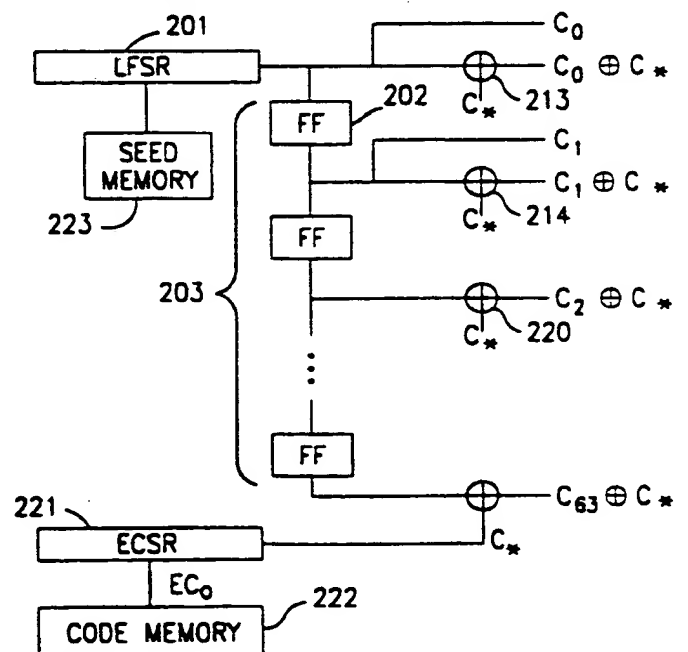 201
C₀
LFSR
C₀ ⊕ C*
202
C*
213
FF
SEED
MEMORY
C₁
C₁ ⊕ C*
223
C*
214
FF
203
C₂ ⊕ C*
C*
220
FF
C₆₃ ⊕ C*
221
C*
ECSR
EC₀
222
CODE MEMORY